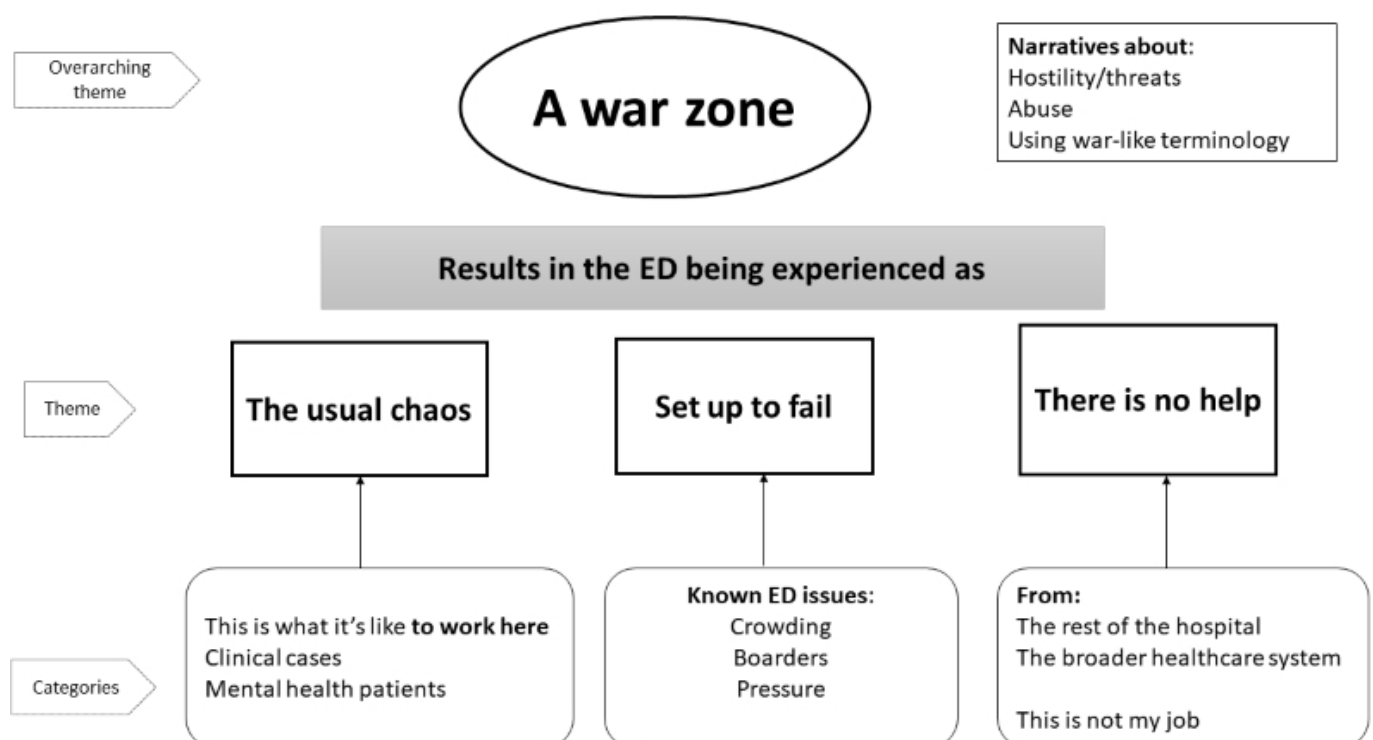 Overarching
theme
A war zone
Narratives about:
Hostility/threats
Abuse
Using war-like terminology
Results in the ED being experienced as
Theme
The usual chaos
Set up to fail
There is no help
Categories
This is what it's like to work here
Clinical cases
Mental health patients
Known ED issues:
Crowding
Boarders
Pressure
From:
The rest of the hospital
The broader healthcare system
This is not my job